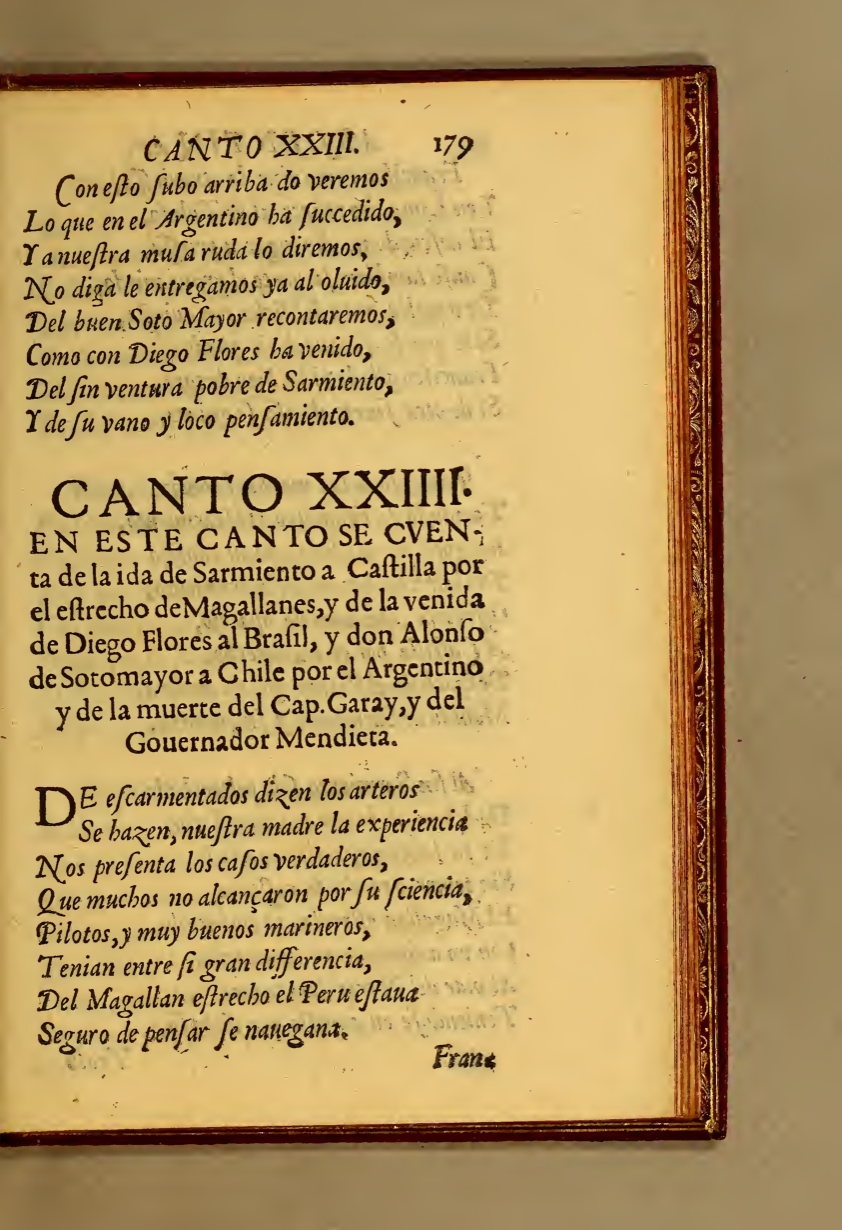 CANTO XXIII. 179
Con eſto ſubo arriba do veremos
Lo que en el Argentino ha ſuccedido,
Y a nueſtra muſa ruda lo diremos,
No diga le entregamos ya al oluido,
Del buen Soto Mayor recontaremos,
Como con Diego Flores ha venido,
Del ſin ventura pobre de Sarmiento,
Y de ſu vano y loco penſamiento.
CANTO XXIIII.
EN ESTE CANTO SE CVEN-
ta de la ida de Sarmiento a Caſtilla por
el eſtrecho de Magallanes, y de la venida
de Diego Flores al Braſil, y don Alonſo
de Sotomayor a Chile por el Argentino
y de la muerte del Cap. Garay, y del
Gouernador Mendieta.
DE eſcarmentados dizen los arteros
Se hazen, nueſtra madre la experiencia
Nos preſenta los caſos verdaderos,
Que muchos no alcançaron por ſu ſciencia,
Pilotos, y muy buenos marineros,
Tenian entre ſi gran differencia,
Del Magallan eſtrecho el Peru eſtaua
Seguro de penſar ſe nauegaua.
Fran-